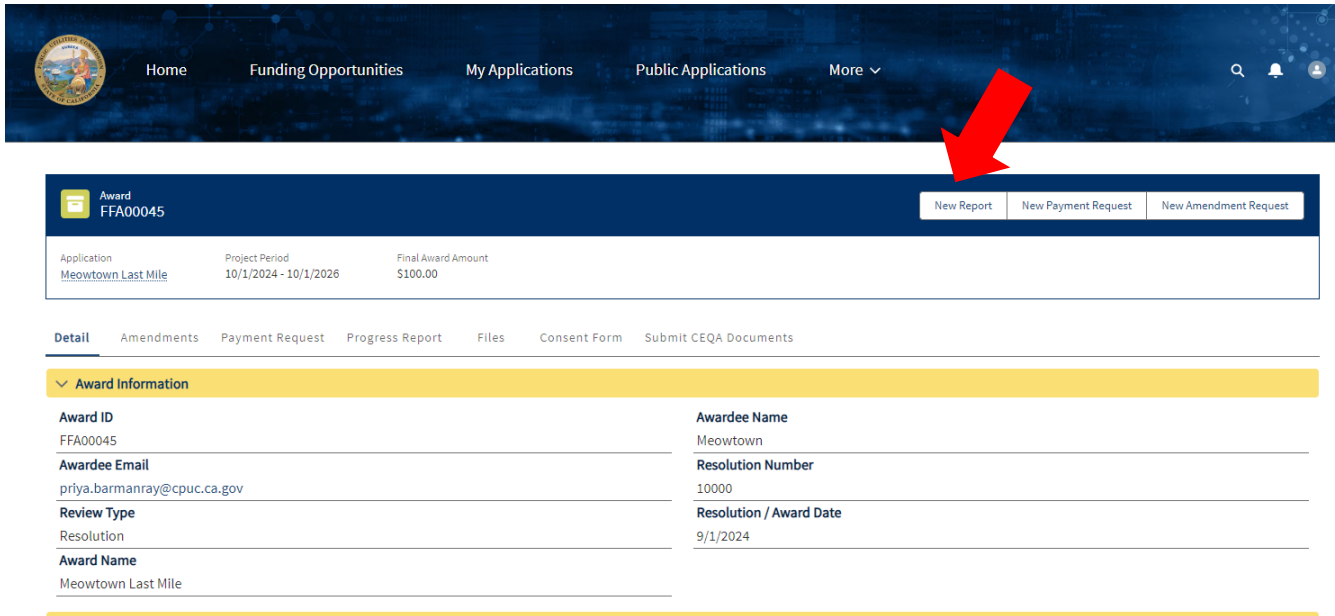 Home Funding Opportunities My Applications Public Applications More
Award
FFA00045
New Report New Payment Request New Amendment Request
Application Project Period Final Award Amount
Meowtown Last Mile 10/1/2024 - 10/1/2026 $100.00
Detail Amendments Payment Request Progress Report Files Consent Form Submit CEQA Documents
Award Information
Award ID Awardee Name
FFA00045 Meowtown
Awardee Email Resolution Number
priya.barmanray@cpuc.ca.gov 10000
Review Type Resolution / Award Date
Resolution 9/1/2024
Award Name
Meowtown Last Mile